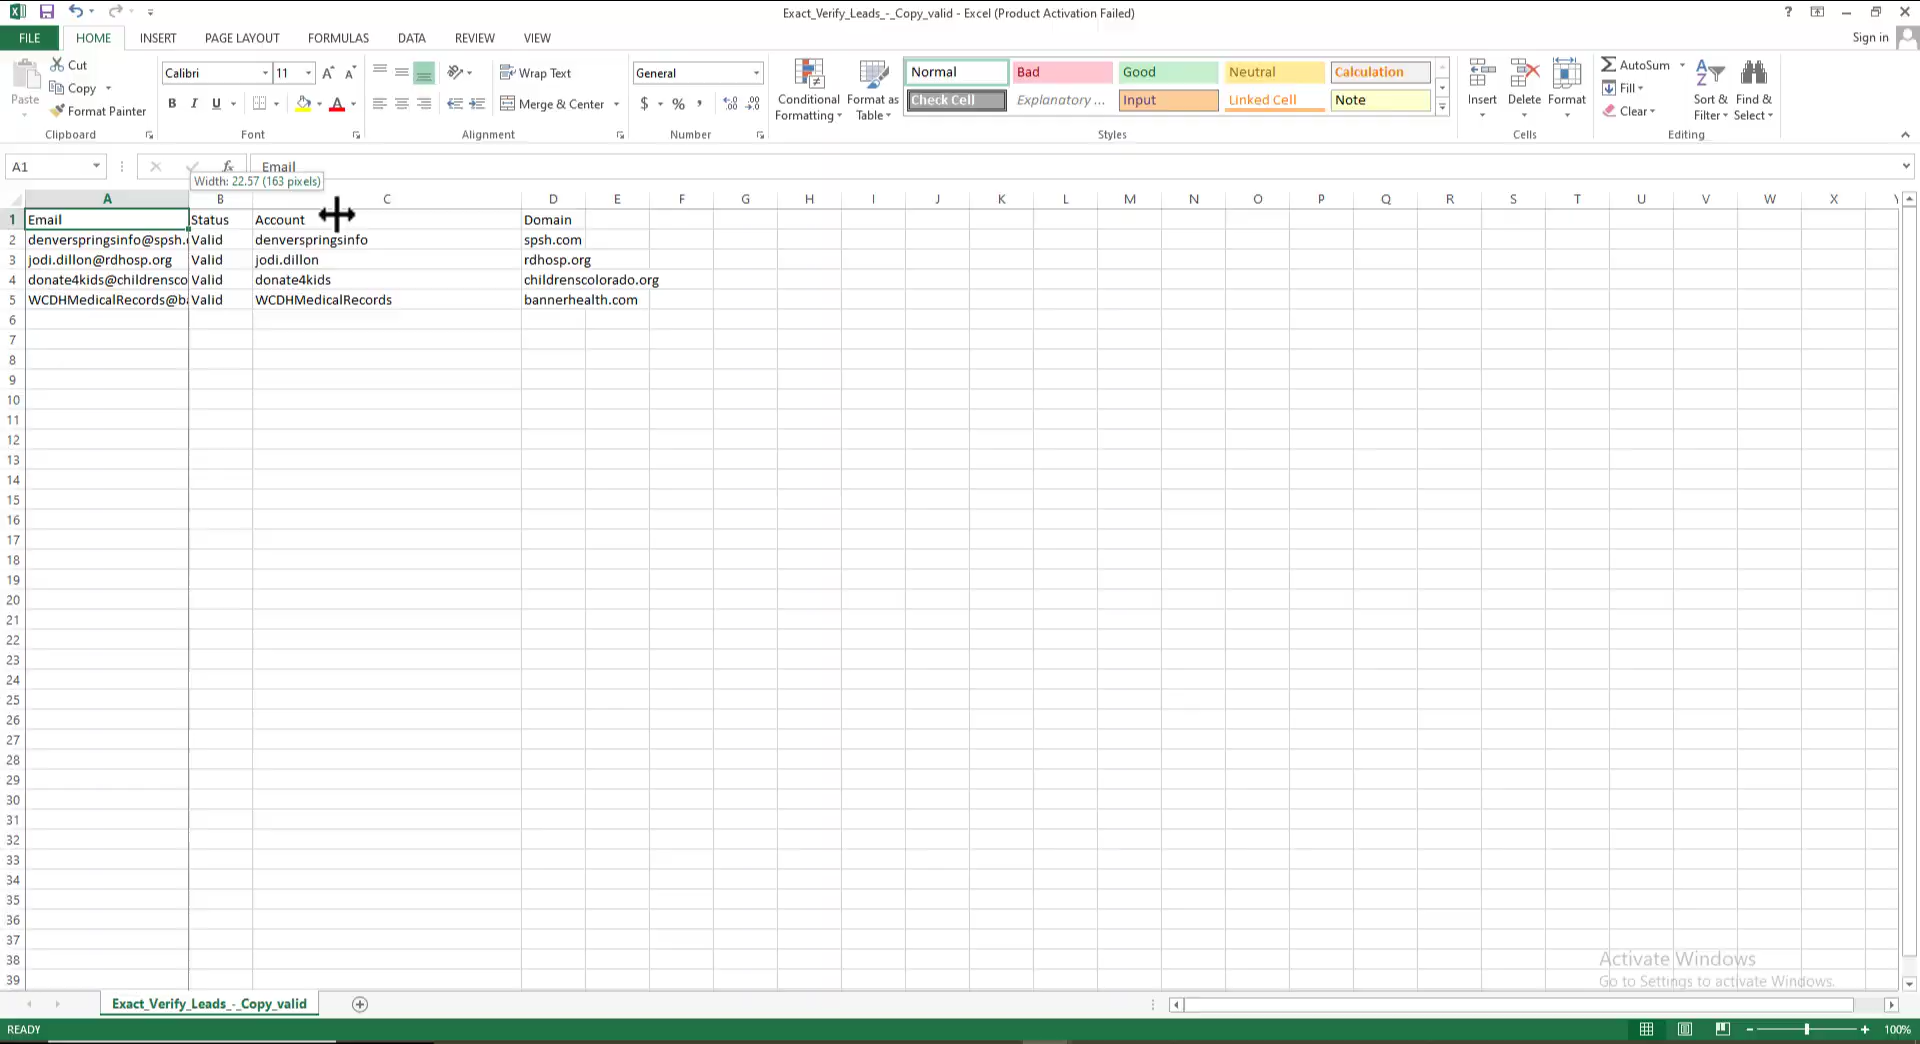 Exact_Verify_Leads_-_Copy_valid - Excel (Product Activation Failed)
FILE HOME INSERT PAGE LAYOUT FORMULAS DATA REVIEW VIEW Sign in
Cut
Copy
Format Painter
Paste
Clipboard
Calibri 11
B I U
Font
Wrap Text
Merge & Center
Alignment
General
$ % ,
Number
Conditional Formatting
Format as Table
Normal Bad Good Neutral Calculation
Check Cell Explanatory ... Input Linked Cell Note
Styles
Insert Delete Format
Cells
AutoSum
Fill
Clear
Sort & Filter
Find & Select
Editing
A1 fx Email
Width: 22.57 (163 pixels)
A B C D E F G H I J K L M N O P Q R S T U V W X
1 Email Status Account Domain
2 denverspringsinfo@spsh. Valid denverspringsinfo spsh.com
3 jodi.dillon@rdhosp.org Valid jodi.dillon rdhosp.org
4 donate4kids@childrensco Valid donate4kids childrenscolorado.org
5 WCDHMedicalRecords@ba Valid WCDHMedicalRecords bannerhealth.com
6
7
8
9
10
11
12
13
14
15
16
17
18
19
20
21
22
23
24
25
26
27
28
29
30
31
32
33
34
35
36
37
38
39
Activate Windows
Go to Settings to activate Windows.
Exact_Verify_Leads_-_Copy_valid
READY 100%